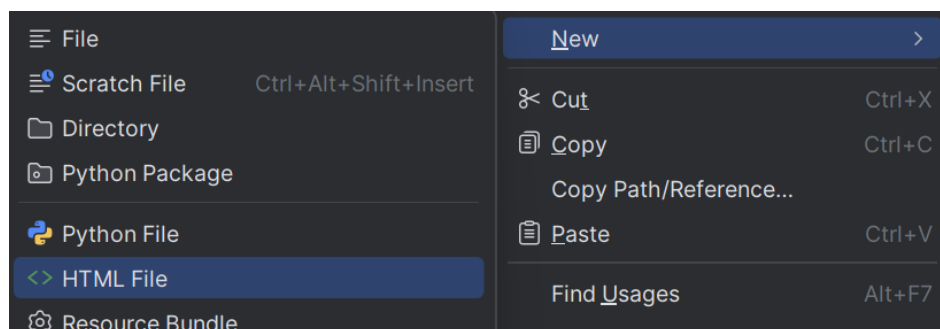 File
Scratch File Ctrl+Alt+Shift+Insert
Directory
Python Package
Python File
HTML File
Resource Bundle
New
Cut Ctrl+X
Copy Ctrl+C
Copy Path/Reference...
Paste Ctrl+V
Find Usages Alt+F7